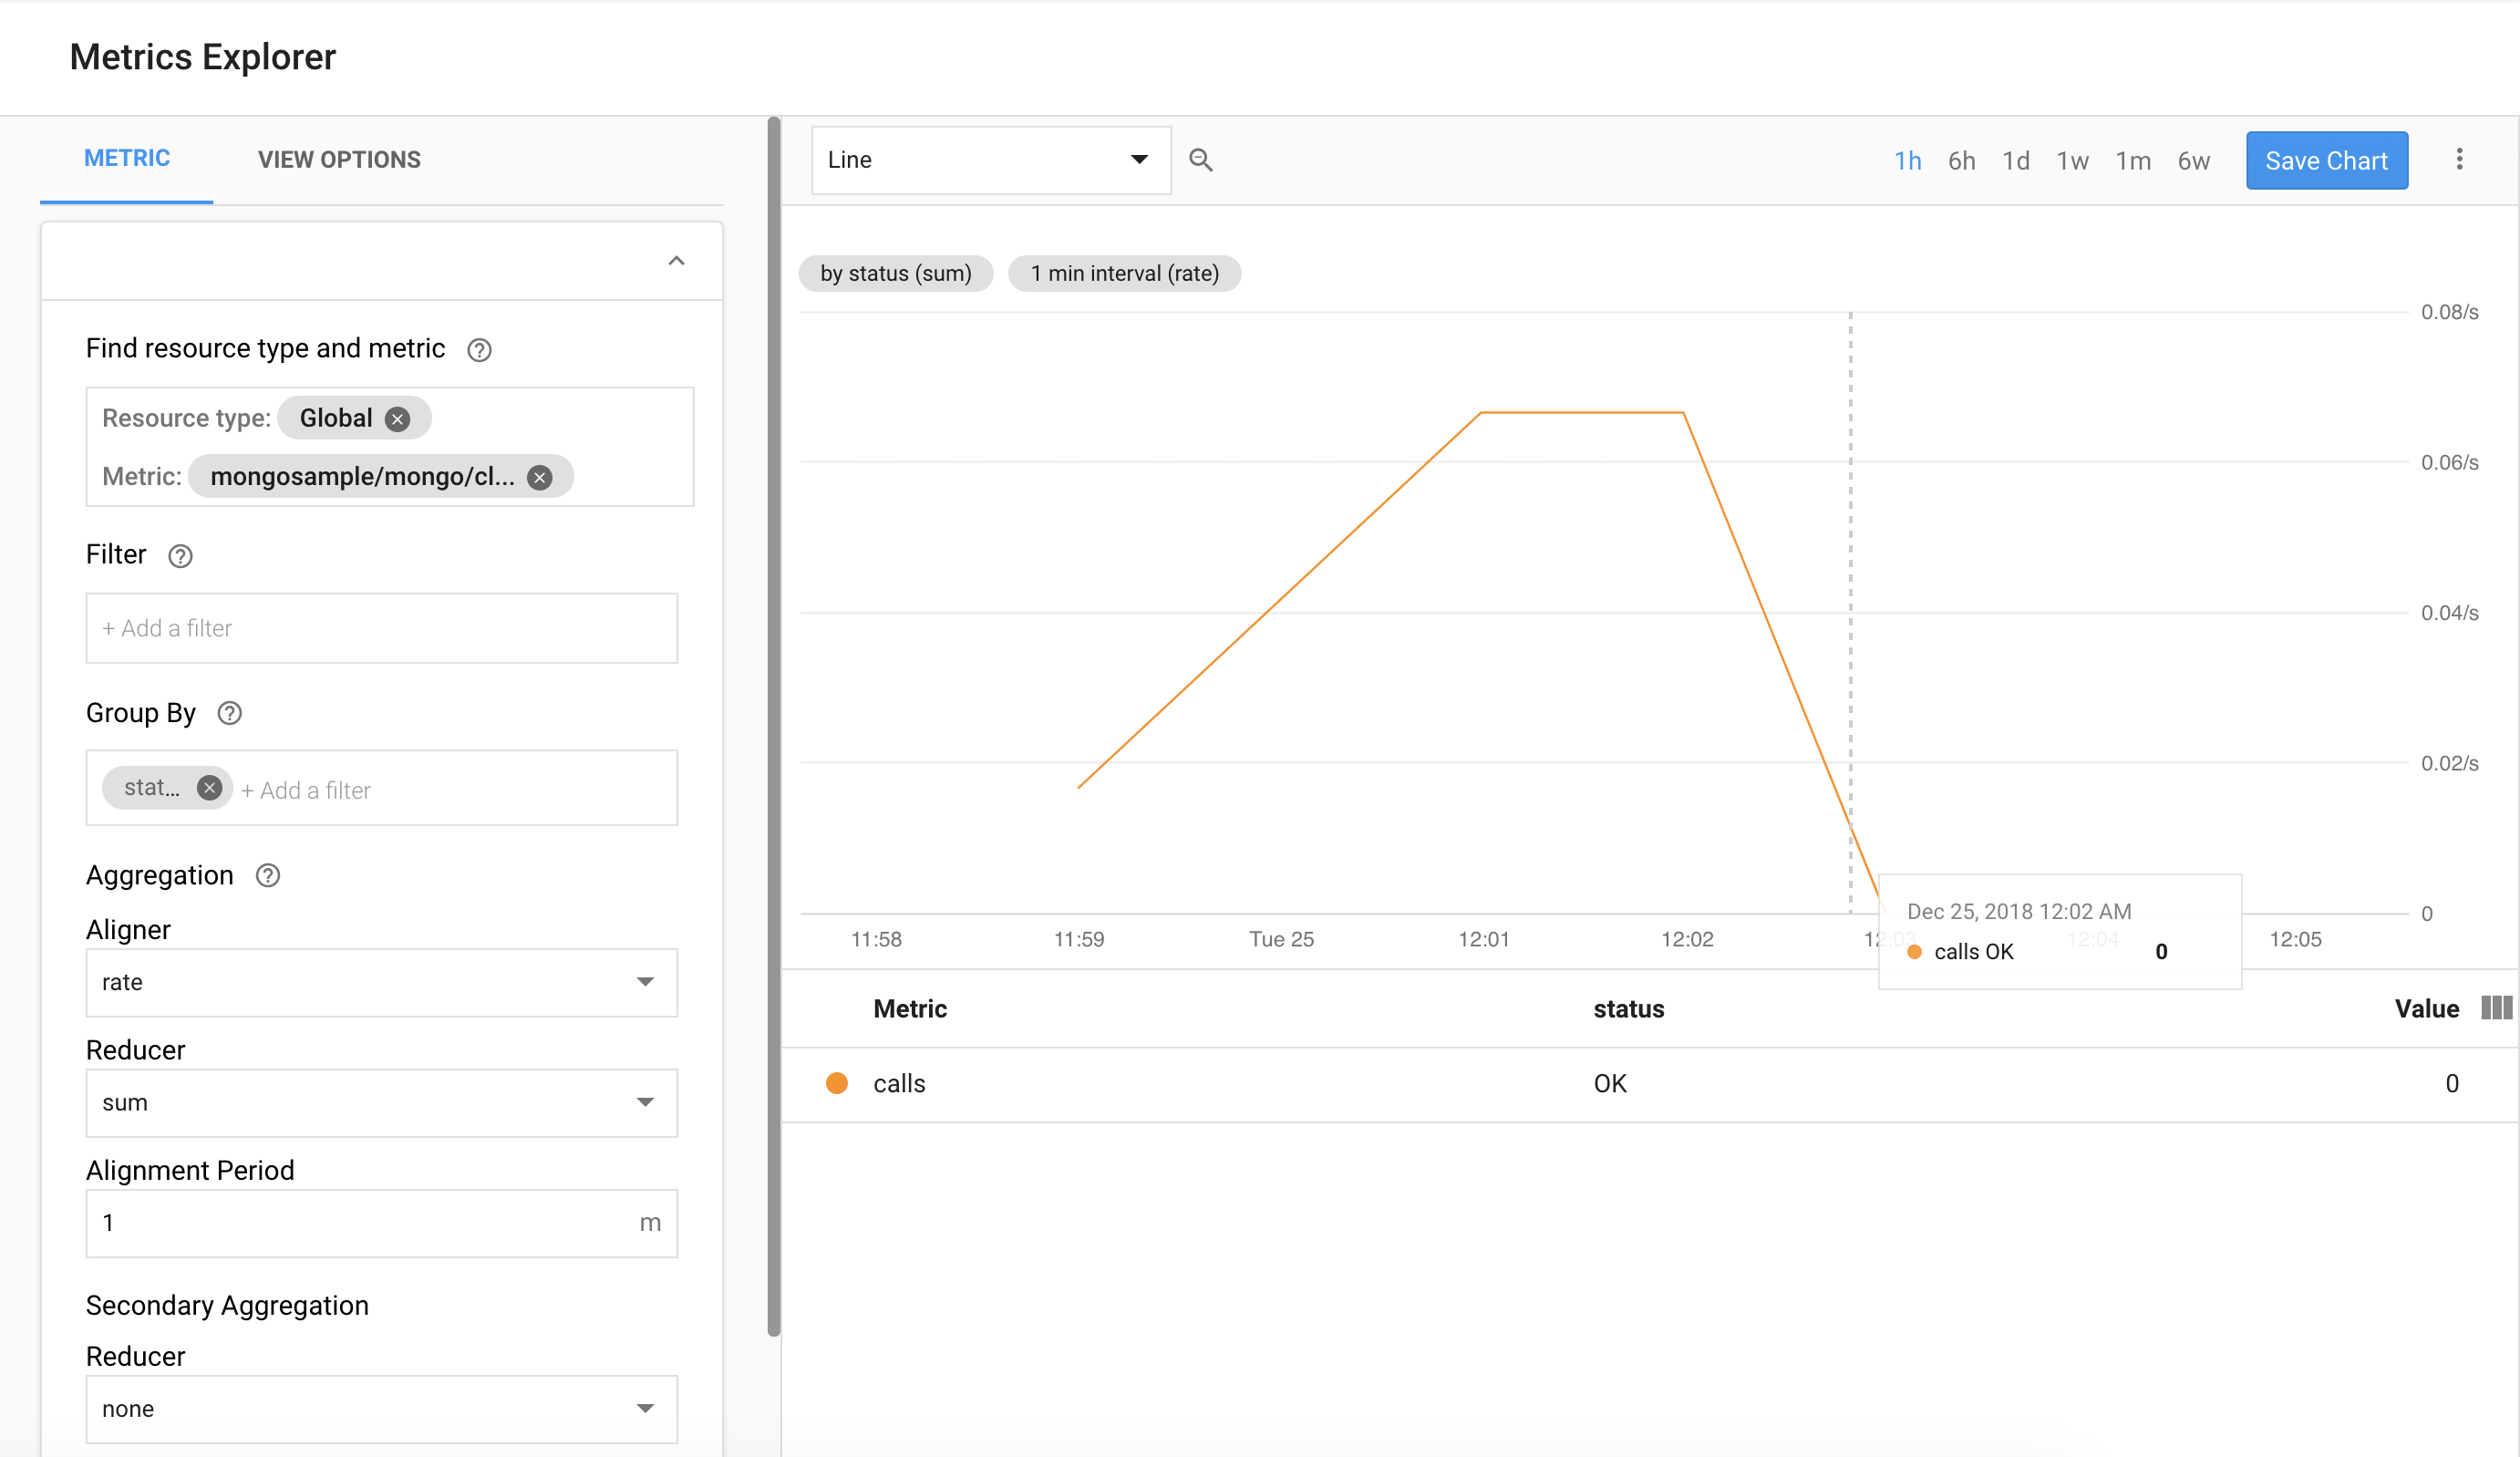 Metrics Explorer
METRIC
VIEW OPTIONS
Find resource type and metric
Resource type: Global
Metric: mongosample/mongo/cl...
Filter
+ Add a filter
Group By
stat... + Add a filter
Aggregation
Aligner
rate
Reducer
sum
Alignment Period
1 m
Secondary Aggregation
Reducer
none
Line
1h 6h 1d 1w 1m 6w
Save Chart
by status (sum)
1 min interval (rate)
0.08/s
0.06/s
0.04/s
0.02/s
0
11:58 11:59 Tue 25 12:01 12:02 12:03 12:04 12:05
Dec 25, 2018 12:02 AM
calls OK 0
Metric status Value
calls OK 0